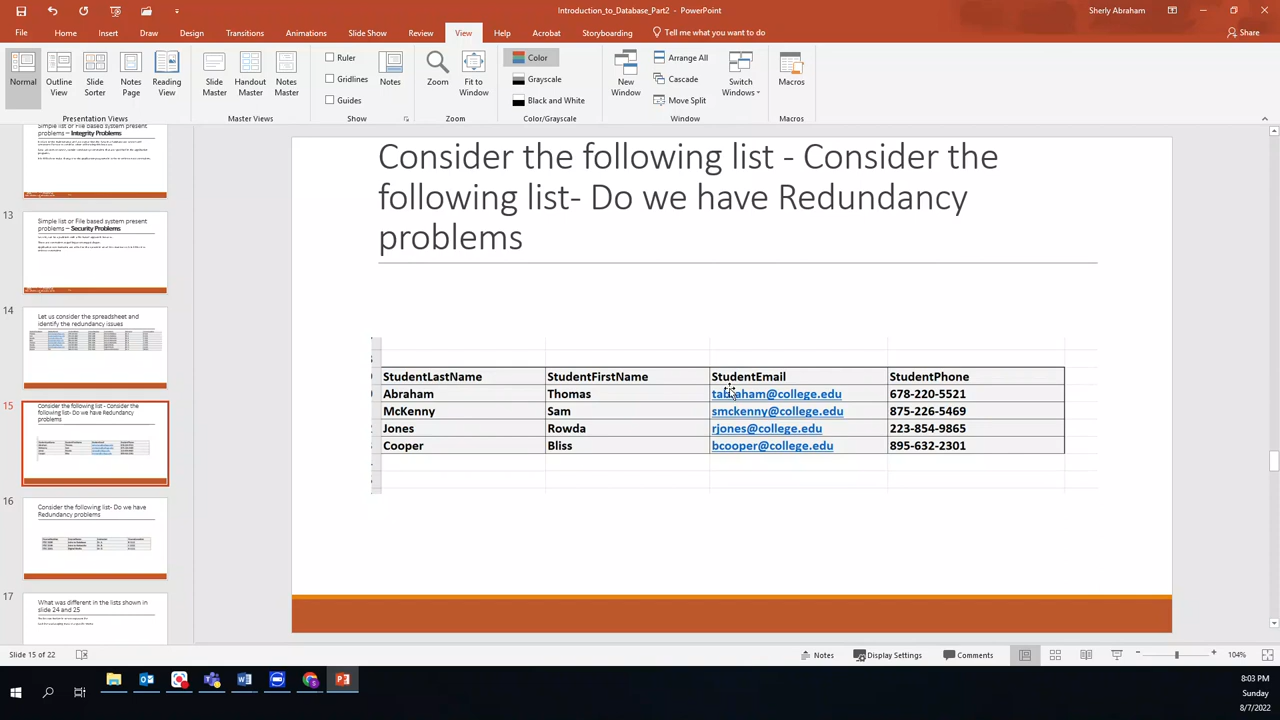 Introduction_to_Database_Part2 - PowerPoint
Sherly Abraham
File Home Insert Draw Design Transitions Animations Slide Show Review View Help Acrobat Storyboarding Tell me what you want to do
Share
Normal Outline View Slide Sorter Notes Page Reading View
Presentation Views
Slide Master Handout Master Notes Master
Master Views
Ruler
Gridlines
Guides
Notes
Show
Zoom Fit to Window
Zoom
Color
Grayscale
Black and White
Color/Grayscale
New Window
Arrange All
Cascade
Move Split
Switch Windows
Window
Macros
Macros
Simple list or File based system present
problems – Integrity Problems
13
Simple list or File based system present
problems – Security Problems
14
Let us consider the spreadsheet and
identify the redundancy issues
15
Consider the following list - Consider the
following list- Do we have Redundancy
problems
16
Consider the following list- Do we have
Redundancy problems
17
What was different in the lists shown in
slide 24 and 25
Consider the following list - Consider the
following list- Do we have Redundancy
problems
StudentLastName StudentFirstName StudentEmail StudentPhone
Abraham Thomas tabraham@college.edu 678-220-5521
McKenny Sam smckenny@college.edu 875-226-5469
Jones Rowda rjones@college.edu 223-854-9865
Cooper Bliss bcooper@college.edu 895-632-2301
Slide 15 of 22
Notes Display Settings Comments 104%
8:03 PM
Sunday
8/7/2022